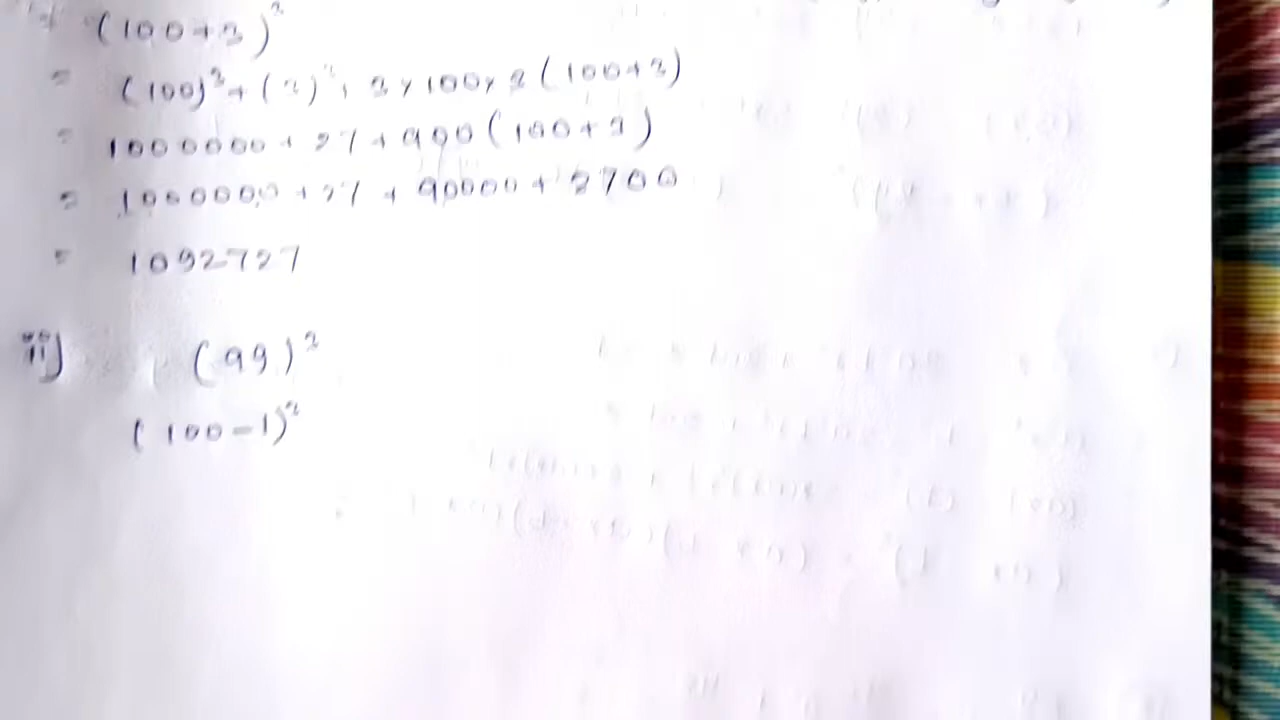 (100+3)³
= (100)³ + (3)³ + 3 × 100 × 3 (100+3)
= 1000000 + 27 + 900 (100+3)
= 1000000 + 27 + 90000 + 2700
= 1092727
ii) (99)³
(100-1)³